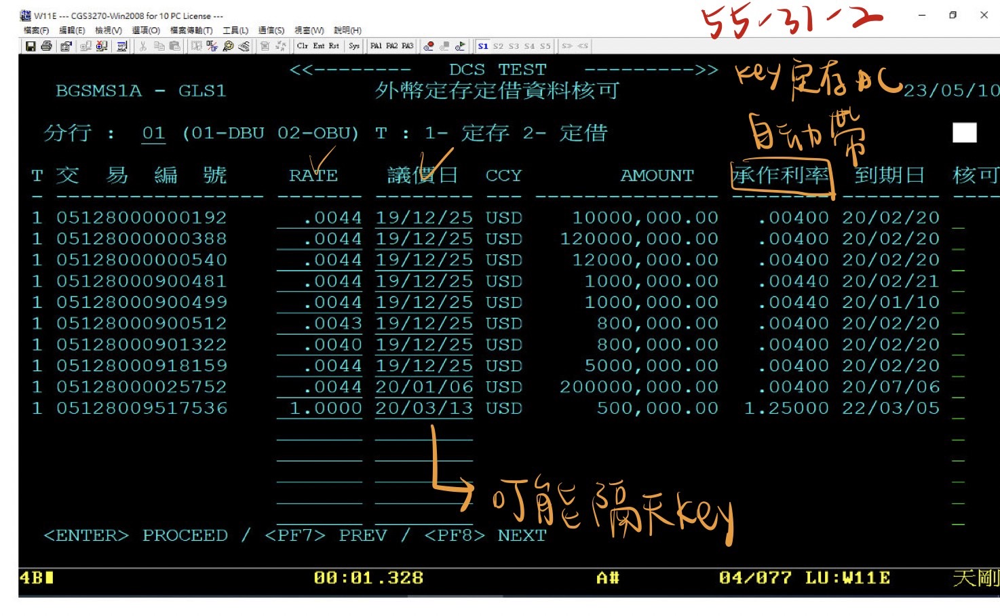 W11E --- CGS3270-Win2008 for 10 PC License ---
55-31-2
檔案(F) 編輯(E) 檢視(V) 選項(O) 檔案傳輸(T) 工具(L) 通信(S) 視窗(W) 說明(H)
Clr Ent Rst Sys PA1 PA2 PA3 S1 S2 S3 S4 S5 S> <S
<<-------- DCS TEST --------->>
key 定存
BGSMS1A - GLS1 外幣定存定借資料核可 23/05/10
自动帶
分行 : 01 (01-DBU 02-OBU) T : 1- 定存 2- 定借
T 交 易 編 號 RATE 議價日 CCY AMOUNT 承作利率 到期日 核可
- ----------------- ------- -------- --- --------------- -------- -------- ----
1 05128000000192 .0044 19/12/25 USD 10000,000.00 .00400 20/02/20 _
1 05128000000388 .0044 19/12/25 USD 120000,000.00 .00400 20/02/20 _
1 05128000000540 .0044 19/12/25 USD 12000,000.00 .00400 20/02/20 _
1 05128000900481 .0044 19/12/25 USD 1000,000.00 .00440 20/02/21 _
1 05128000900499 .0044 19/12/25 USD 1000,000.00 .00440 20/01/10 _
1 05128000900512 .0043 19/12/25 USD 800,000.00 .00400 20/02/20 _
1 05128000901322 .0040 19/12/25 USD 800,000.00 .00400 20/02/20 _
1 05128000918159 .0044 19/12/25 USD 5000,000.00 .00400 20/02/20 _
1 05128000025752 .0044 20/01/06 USD 200000,000.00 .00400 20/07/06 _
1 05128009517536 1.0000 20/03/13 USD 500,000.00 1.25000 22/03/05 _
可能隔天key
<ENTER> PROCEED / <PF7> PREV / <PF8> NEXT
4B 00:01.328 A# 04/077 LU:W11E 天剛